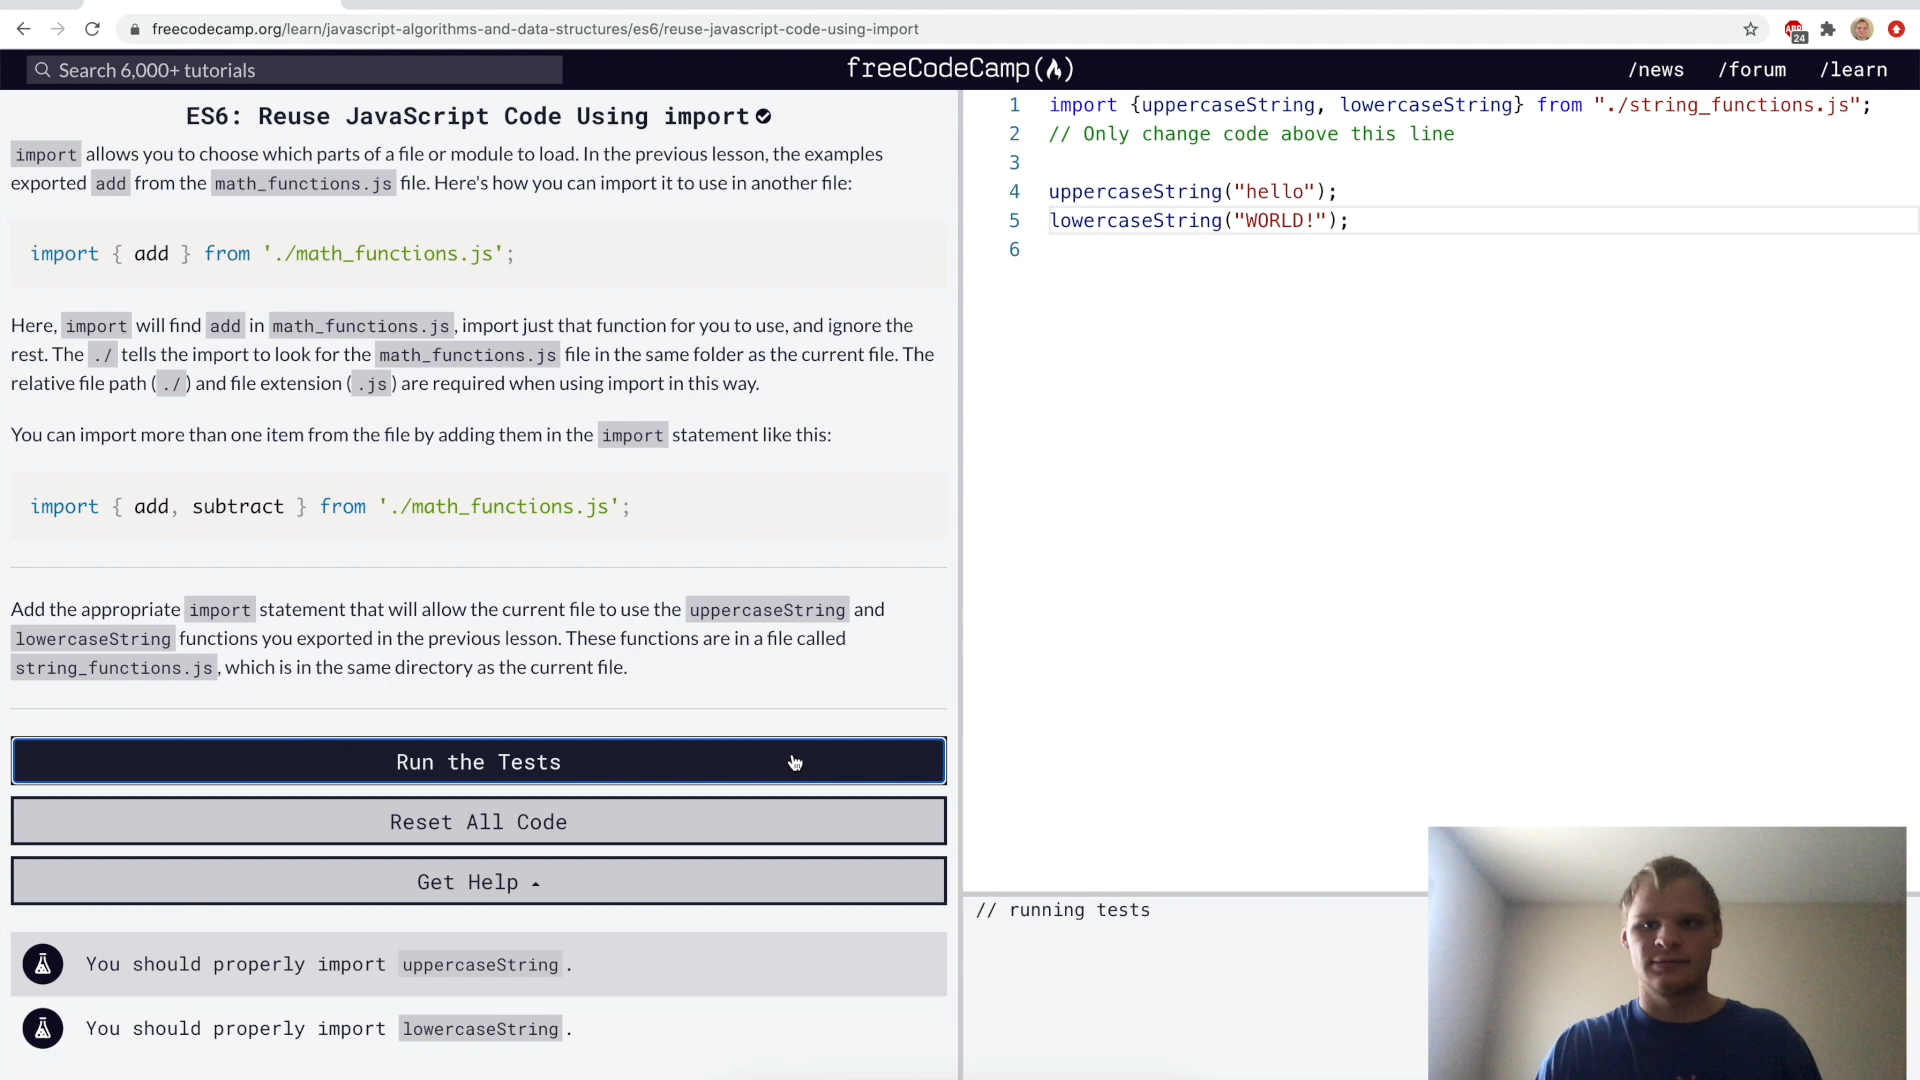 freecodecamp.org/learn/javascript-algorithms-and-data-structures/es6/reuse-javascript-code-using-import
24
Search 6,000+ tutorials
freeCodeCamp
/news
/forum
/learn
ES6: Reuse JavaScript Code Using import
import allows you to choose which parts of a file or module to load. In the previous lesson, the examples
exported add from the math_functions.js file. Here's how you can import it to use in another file:
import { add } from './math_functions.js';
Here, import will find add in math_functions.js, import just that function for you to use, and ignore the
rest. The ./ tells the import to look for the math_functions.js file in the same folder as the current file. The
relative file path (./) and file extension (.js) are required when using import in this way.
You can import more than one item from the file by adding them in the import statement like this:
import { add, subtract } from './math_functions.js';
Add the appropriate import statement that will allow the current file to use the uppercaseString and
lowercaseString functions you exported in the previous lesson. These functions are in a file called
string_functions.js, which is in the same directory as the current file.
Run the Tests
Reset All Code
Get Help
You should properly import uppercaseString.
You should properly import lowercaseString.
1 import {uppercaseString, lowercaseString} from "./string_functions.js";
2 // Only change code above this line
3
4 uppercaseString("hello");
5 lowercaseString("WORLD!");
6
// running tests